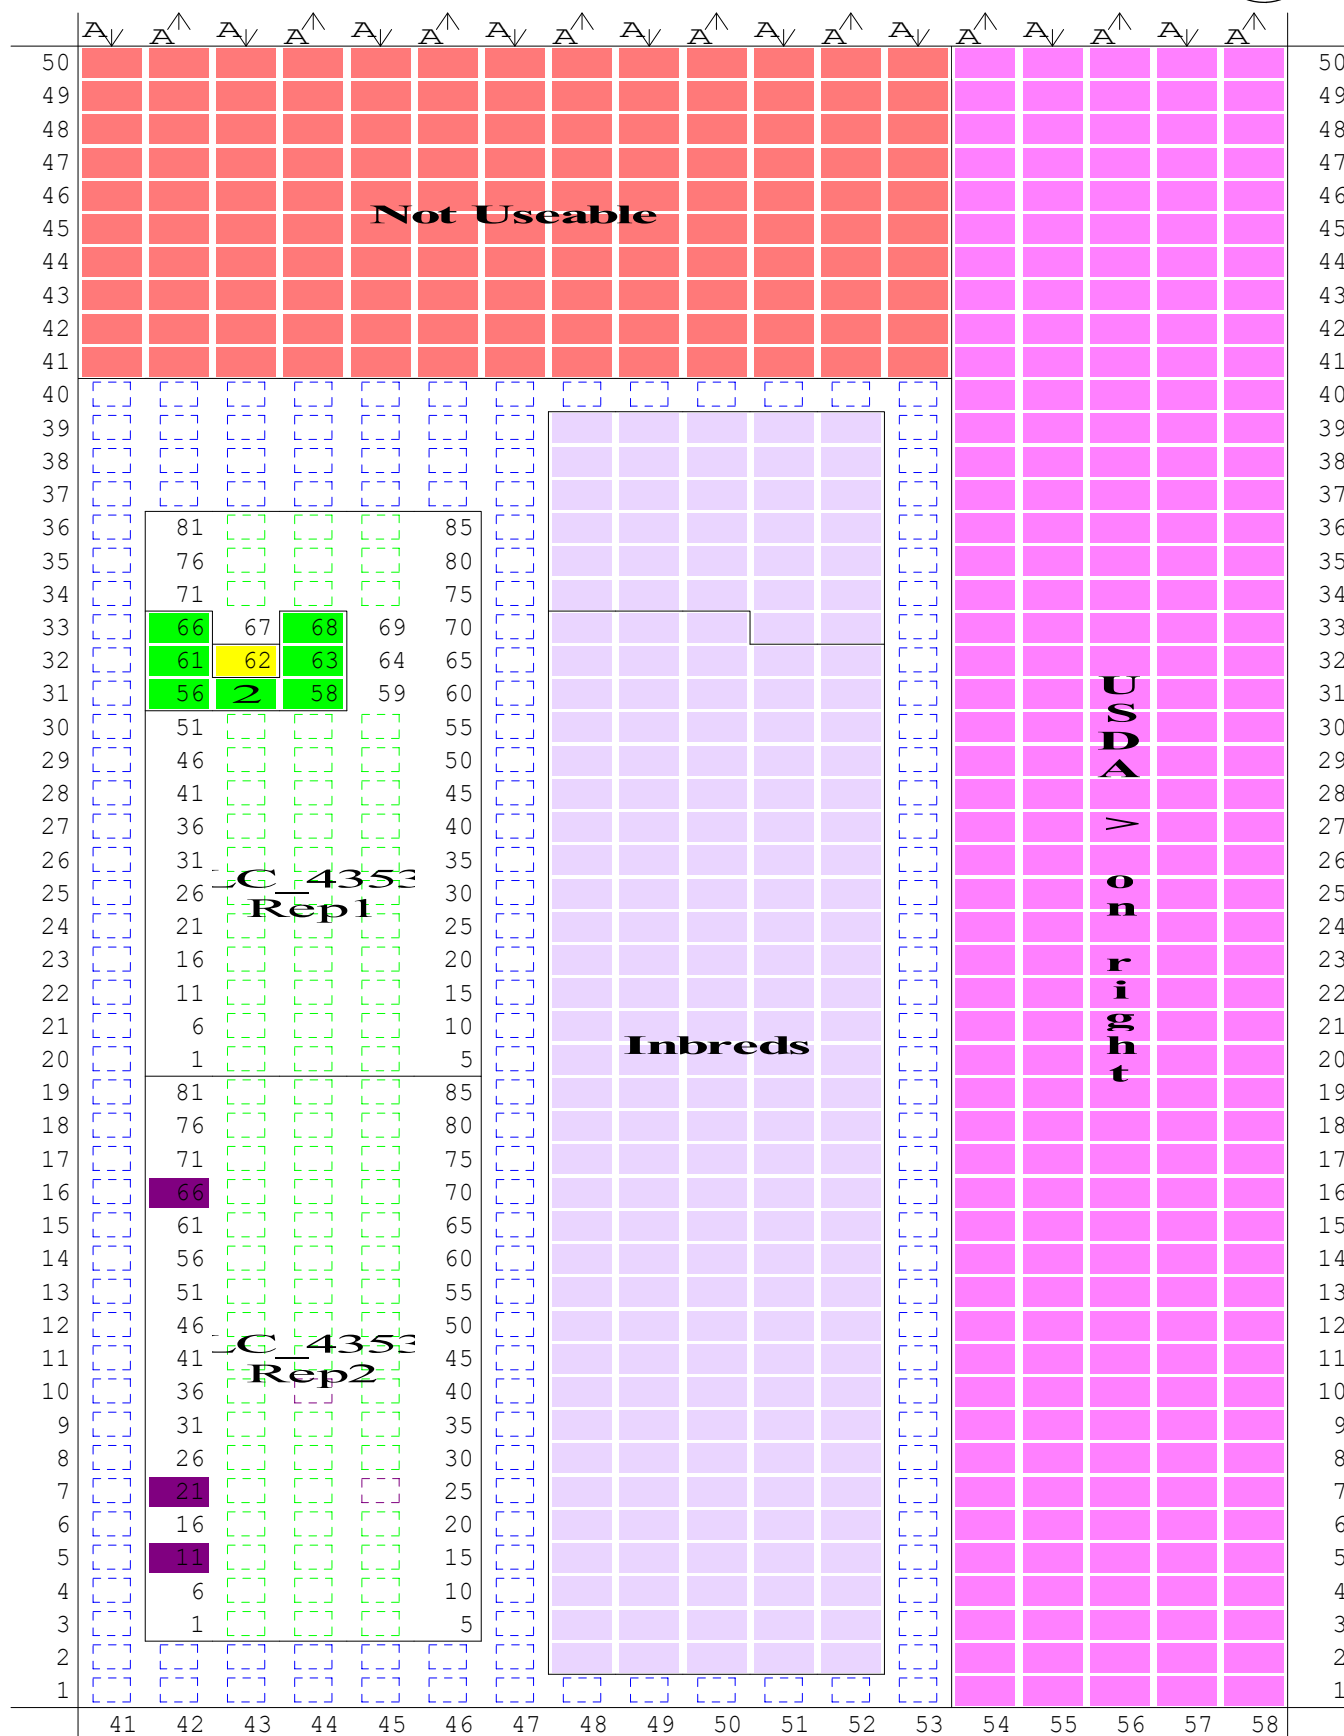 A A A A A A A A A A A A A A A A A A
50 50
49 49
48 48
47 47
46 46
Not Useable
45 45
44 44
43 43
42 42
41 41
40 40
39 39
38 38
37 37
36 81 85 36
35 76 80 35
34 71 75 34
33 66 67 68 69 70 33
32 61 62 63 64 65 32
31 56 2 58 59 60 31
30 51 55 30
29 46 50 29
28 41 45 28
27 36 40 27
26 31 35 26
LC_4353
25 26 30 25
Rep1
24 21 25 24
23 16 20 23
22 11 15 22
21 6 10 21
Inbreds
20 1 5 20
USDA > on right
19 81 85 19
18 76 80 18
17 71 75 17
16 66 70 16
15 61 65 15
14 56 60 14
13 51 55 13
12 46 50 12
LC_4353
11 41 45 11
Rep2
10 36 40 10
9 31 35 9
8 26 30 8
7 21 25 7
6 16 20 6
5 11 15 5
4 6 10 4
3 1 5 3
2 2
1 1
41 42 43 44 45 46 47 48 49 50 51 52 53 54 55 56 57 58